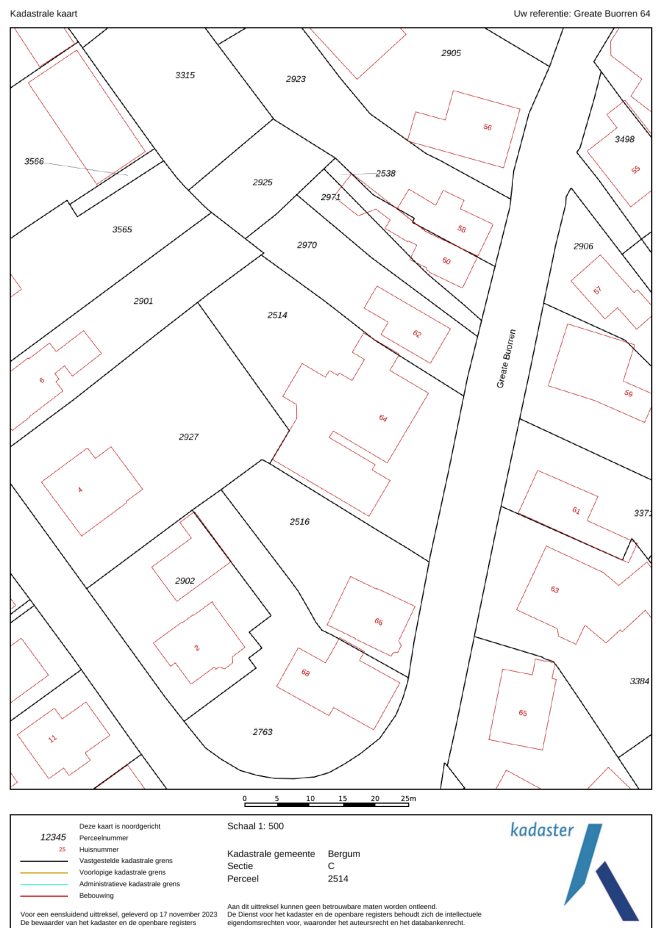 Kadastrale kaart
Uw referentie: Greate Buorren 64
2905
3315
2923
56
3498
3566
2538
55
2925
2971
3565
58
2970
2906
60
57
2901
2514
62
Greate Buorren
6
59
64
2927
4
61
3373
2516
2902
63
66
2
68
3384
65
2763
11
0 5 10 15 20 25m
Deze kaart is noordgericht
12345 Perceelnummer
25 Huisnummer
Vastgestelde kadastrale grens
Voorlopige kadastrale grens
Administratieve kadastrale grens
Bebouwing
Voor een eensluidend uittreksel, geleverd op 17 november 2023
De bewaarder van het kadaster en de openbare registers
Schaal 1: 500
Kadastrale gemeente Bergum
Sectie C
Perceel 2514
Aan dit uittreksel kunnen geen betrouwbare maten worden ontleend.
De Dienst voor het kadaster en de openbare registers behoudt zich de intellectuele
eigendomsrechten voor, waaronder het auteursrecht en het databankenrecht.
kadaster